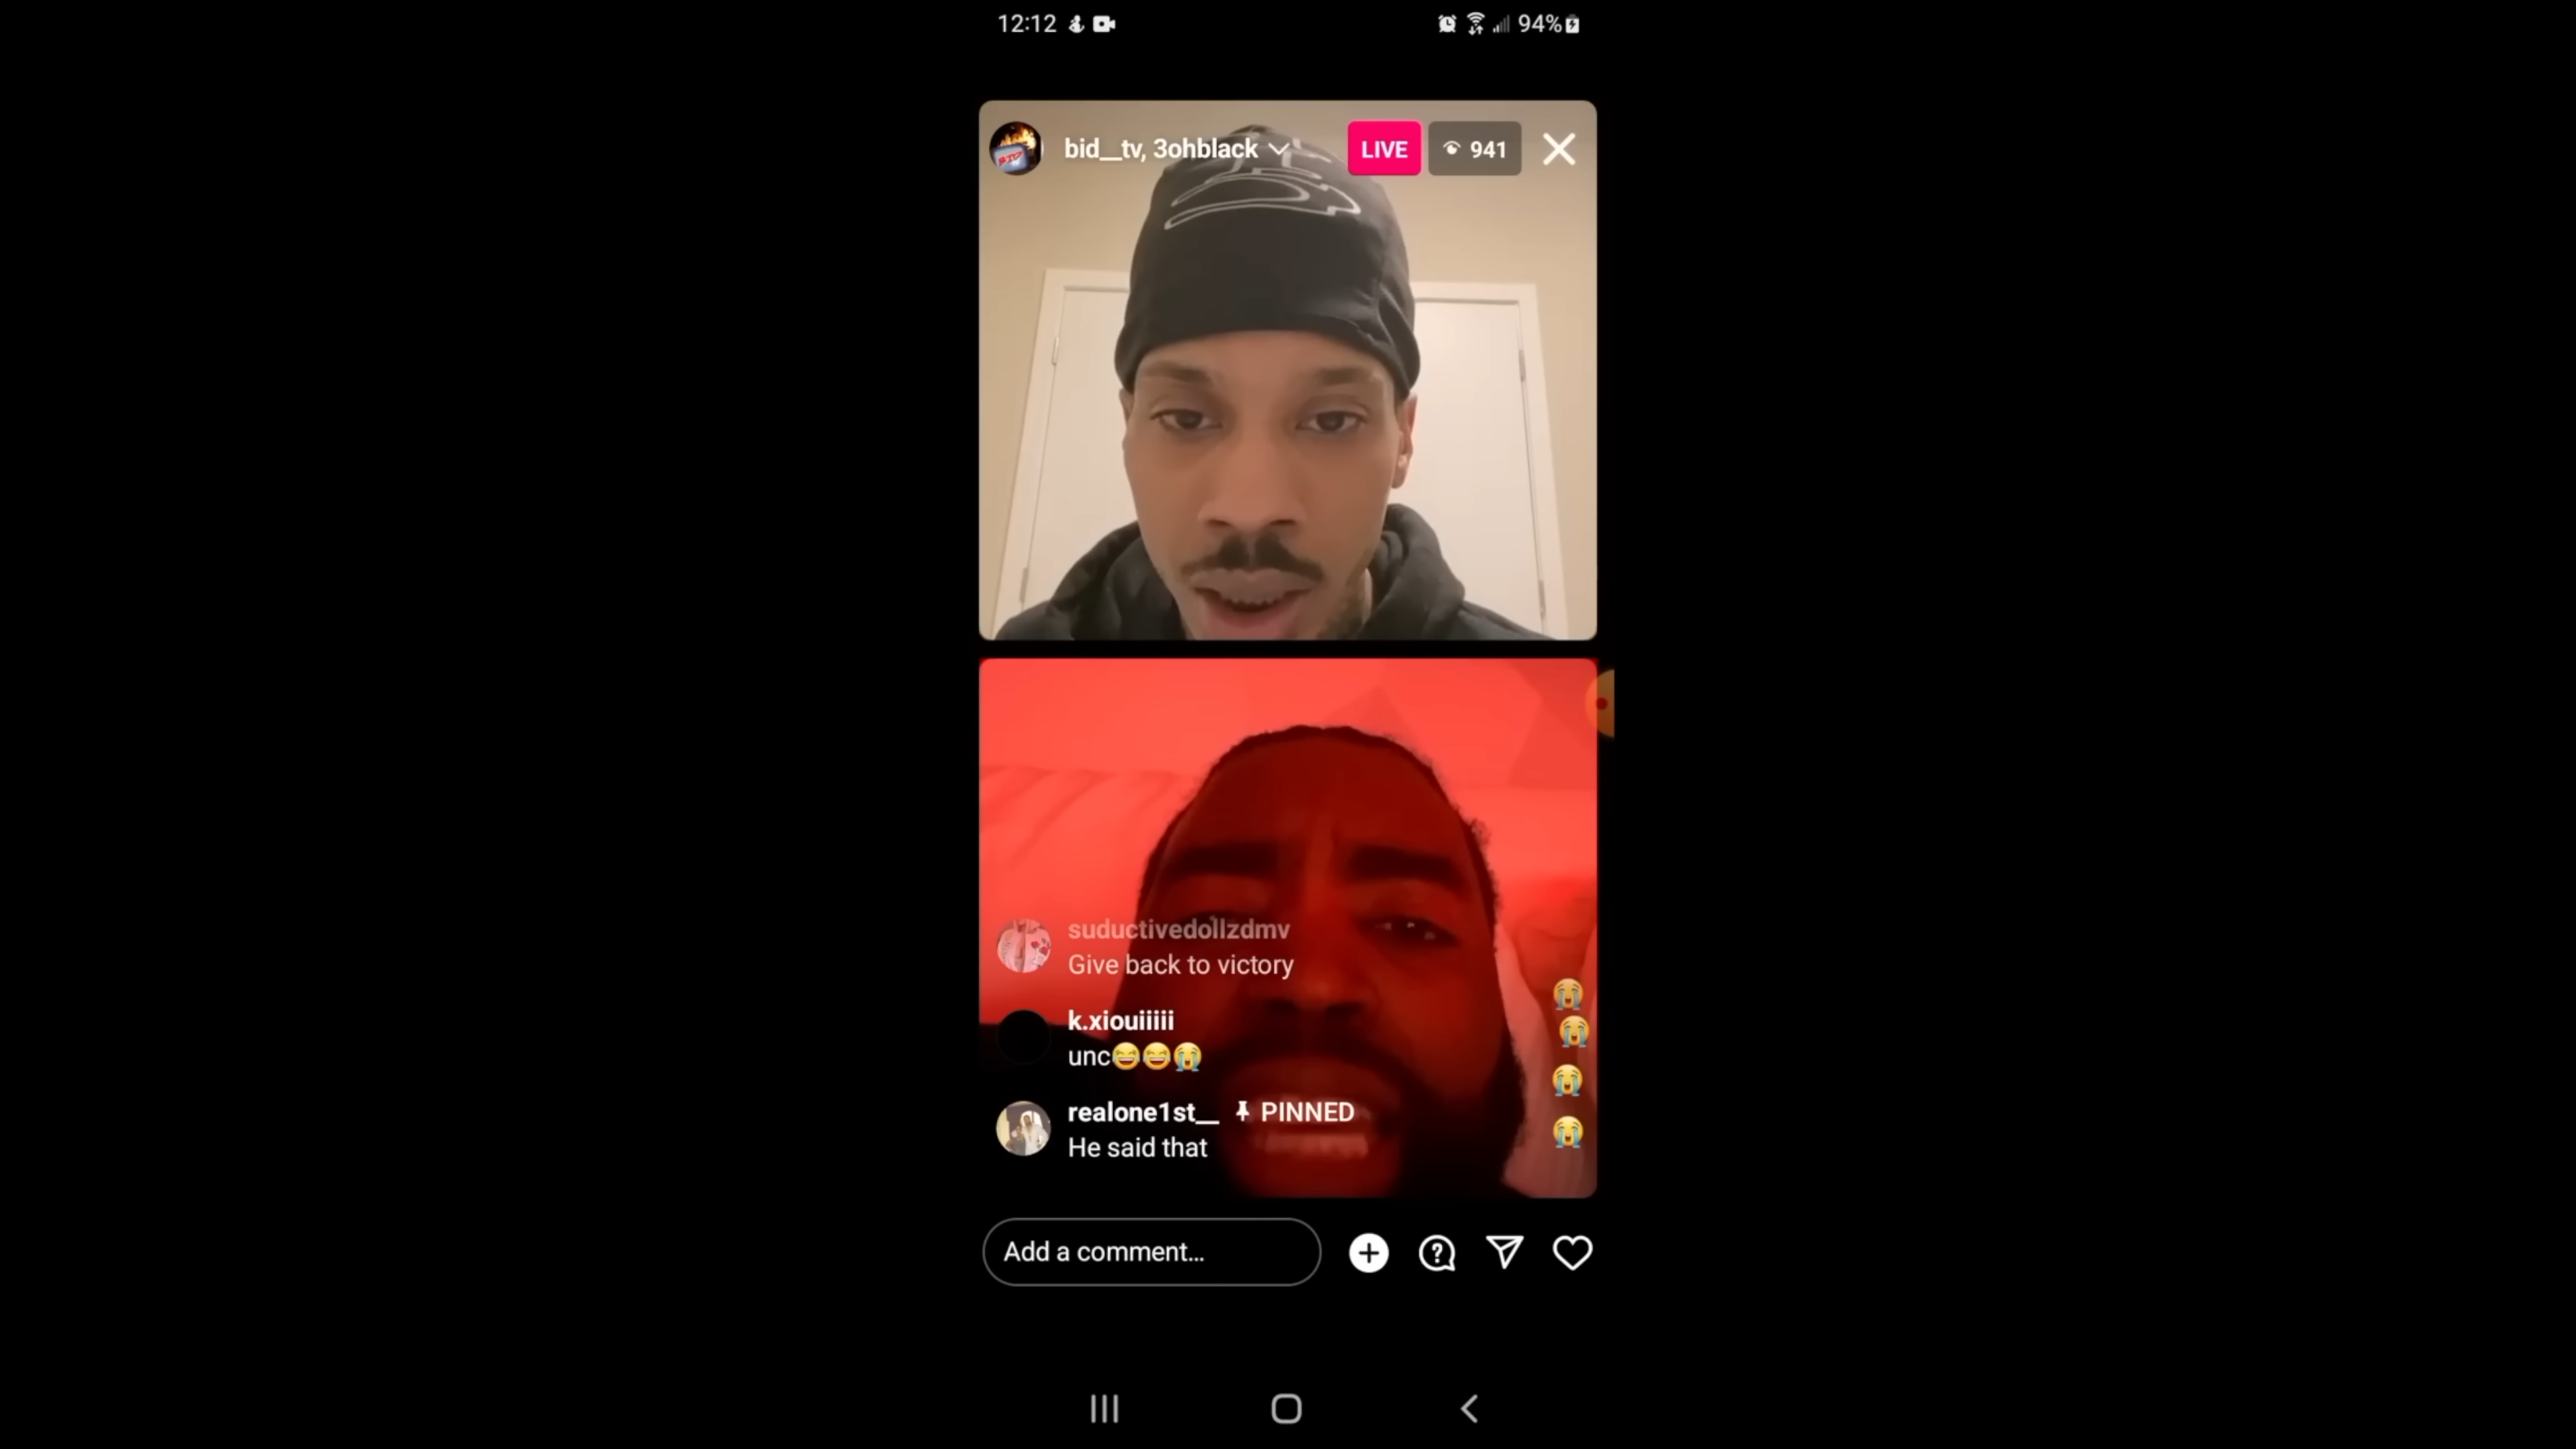 12:12
94%
bid__tv, 3ohblack
LIVE
941
suductivedollzdmv
Give back to victory
k.xiouiiiii
unc😂😂😭
realone1st__ PINNED
He said that
Add a comment...